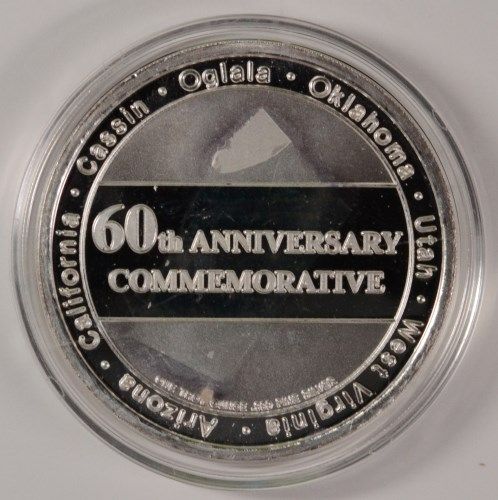 Arizona • California • Cassin • Oglala • Oklahoma • Utah • West Virginia •
60th ANNIVERSARY
COMMEMORATIVE